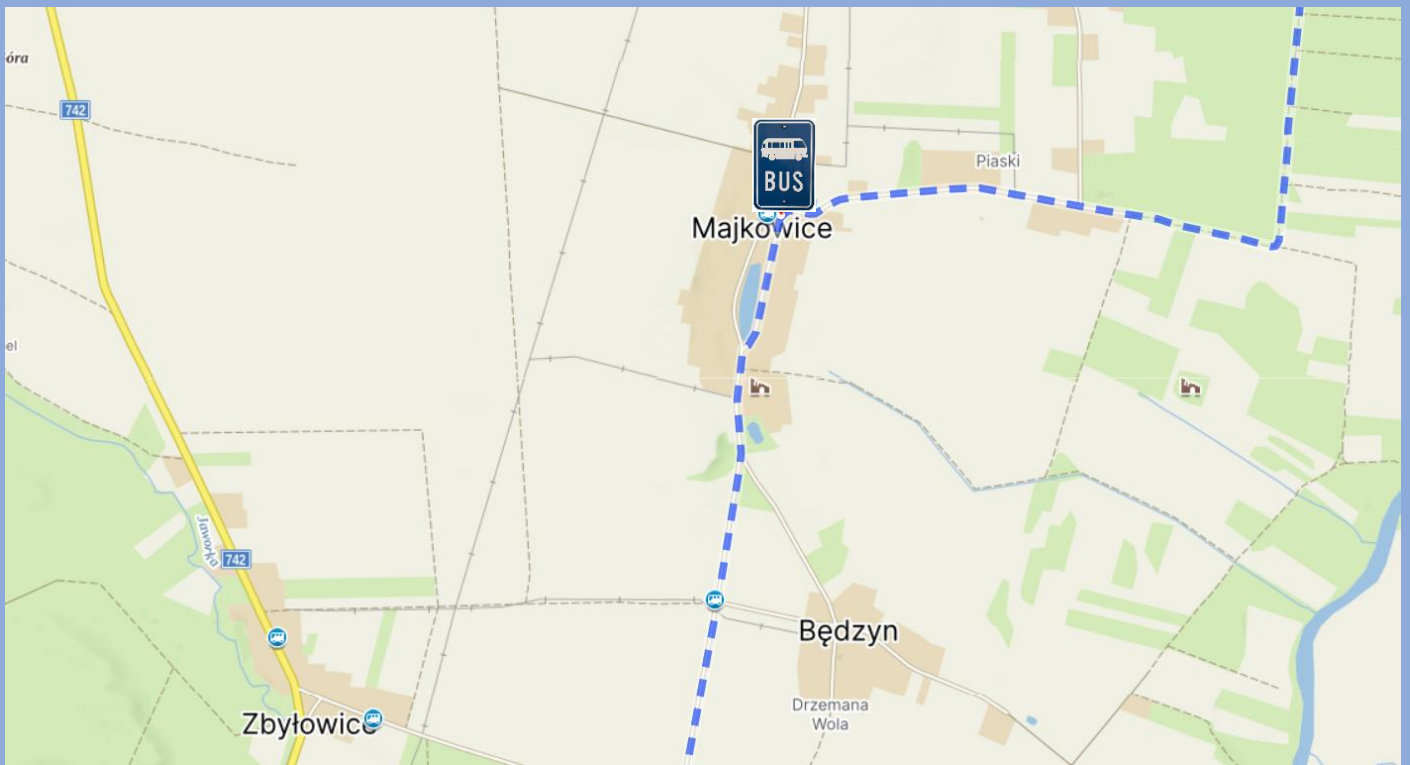 óra
742
BUS
Piaski
Majkowice
el
Jaworka
742
Będzyn
Drzemana
Wola
Zbyłowice